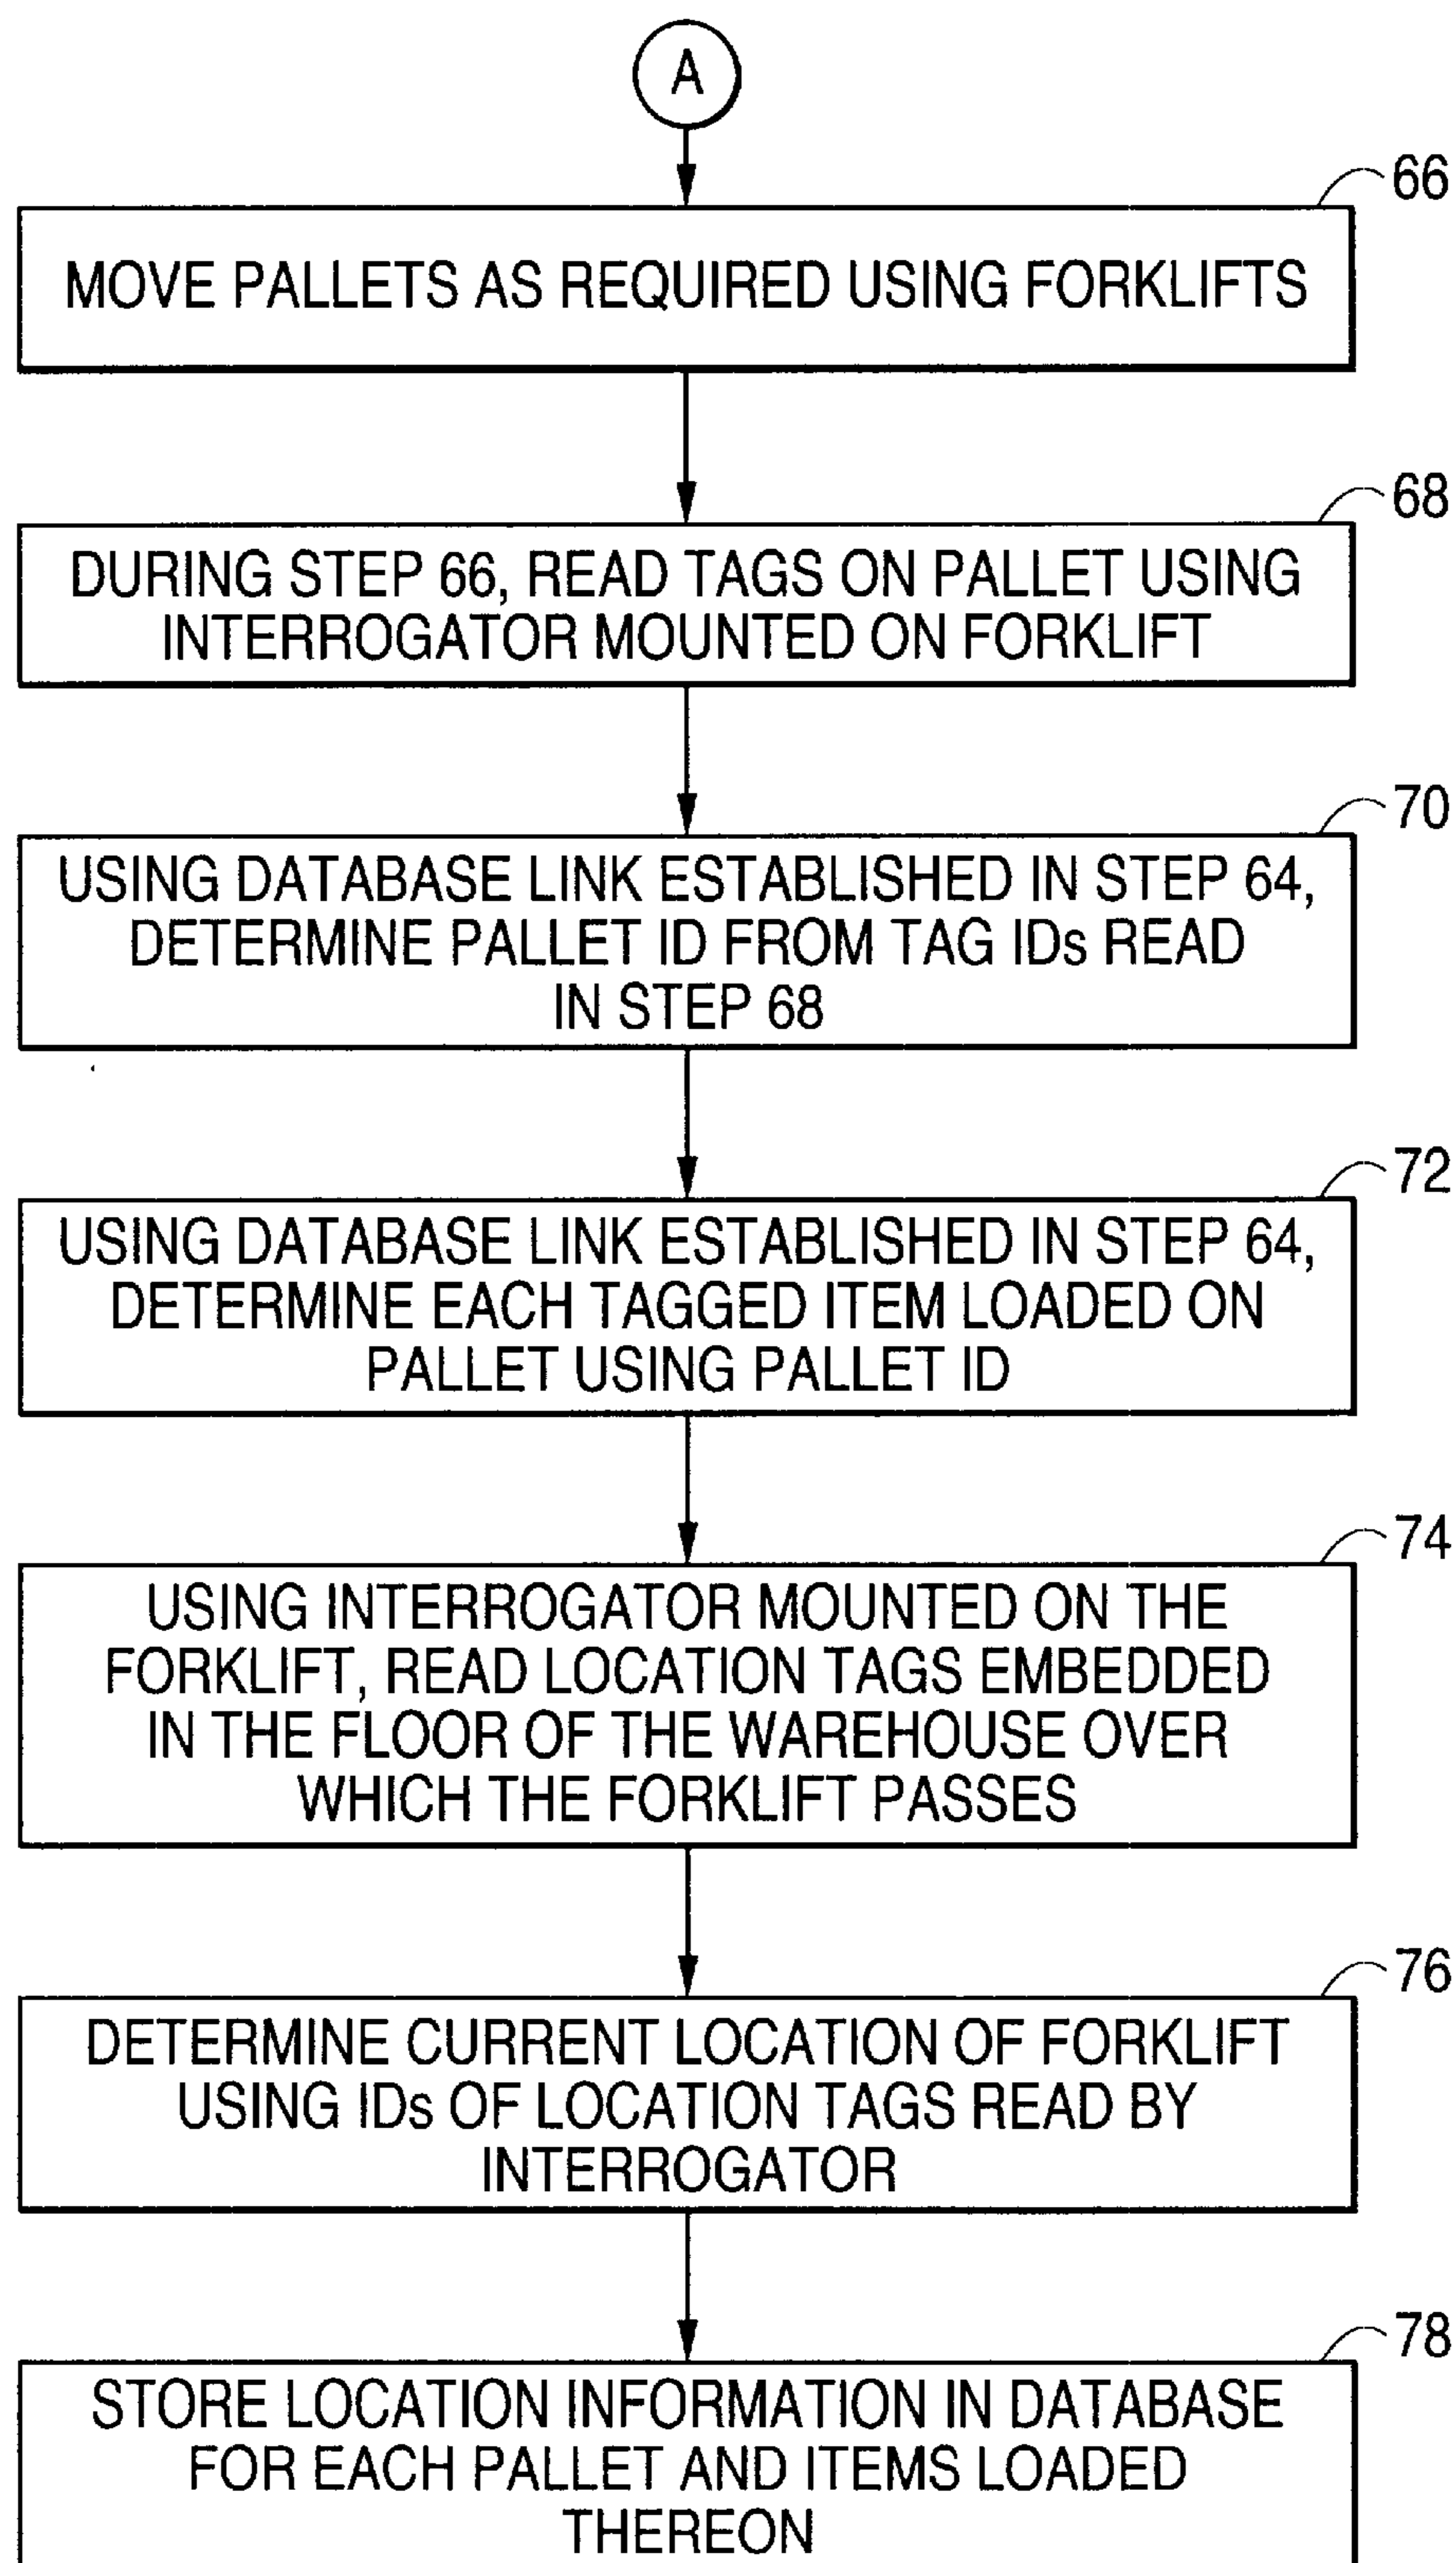 A
66
MOVE PALLETS AS REQUIRED USING FORKLIFTS
68
DURING STEP 66, READ TAGS ON PALLET USING
INTERROGATOR MOUNTED ON FORKLIFT
70
USING DATABASE LINK ESTABLISHED IN STEP 64,
DETERMINE PALLET ID FROM TAG IDs READ
IN STEP 68
72
USING DATABASE LINK ESTABLISHED IN STEP 64,
DETERMINE EACH TAGGED ITEM LOADED ON
PALLET USING PALLET ID
74
USING INTERROGATOR MOUNTED ON THE
FORKLIFT, READ LOCATION TAGS EMBEDDED
IN THE FLOOR OF THE WAREHOUSE OVER
WHICH THE FORKLIFT PASSES
76
DETERMINE CURRENT LOCATION OF FORKLIFT
USING IDs OF LOCATION TAGS READ BY
INTERROGATOR
78
STORE LOCATION INFORMATION IN DATABASE
FOR EACH PALLET AND ITEMS LOADED
THEREON